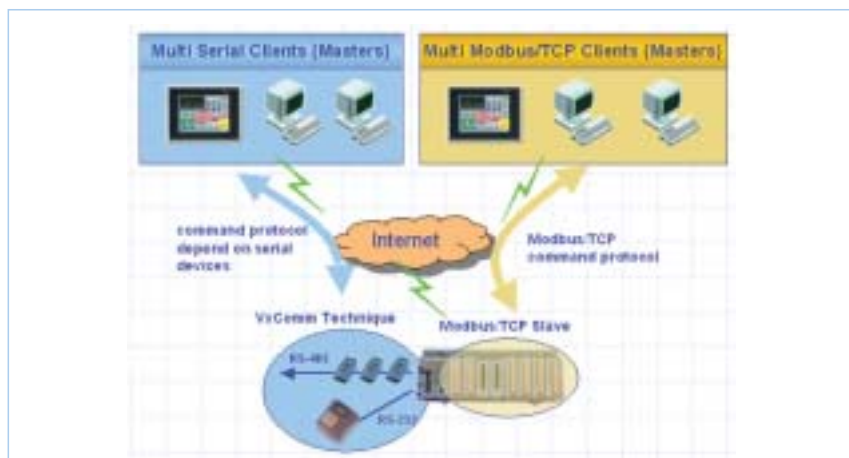 Multi Serial Clients (Masters)
Multi Modbus/TCP Clients (Masters)
command protocol
depend on serial
devices
Internet
Modbus/TCP
command protocol
VxComm Technique
Modbus/TCP Slave
RS-485
RS-232